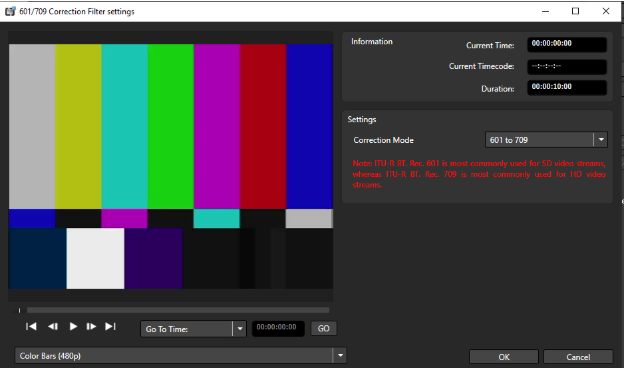 601/709 Correction Filter settings
Information
Current Time: 00:00:00:00
Current Timecode: --:--:--:--
Duration: 00:00:10:00
Settings
Correction Mode 601 to 709
Note: ITU-R BT. Rec. 601 is most commonly used for SD video streams,
whereas ITU-R BT. Rec. 709 is most commonly used for HD video
streams.
Go To Time: 00:00:00:00 GO
Color Bars (480p)
OK Cancel